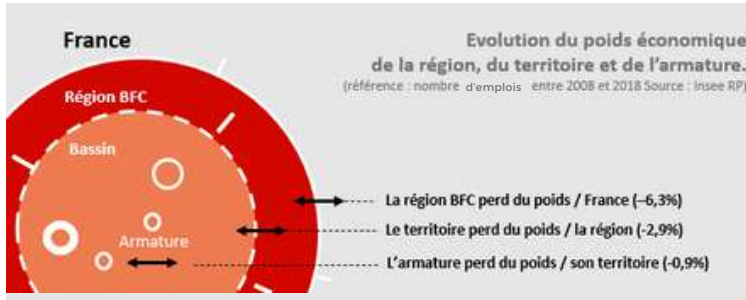 France
Evolution du poids économique
de la région, du territoire et de l'armature.
(référence : nombre d'emplois entre 2008 et 2018 Source : Insee RP)
Région BFC
Bassin
Armature
La région BFC perd du poids / France (–6,3%)
Le territoire perd du poids / la région (-2,9%)
L'armature perd du poids / son territoire (-0,9%)